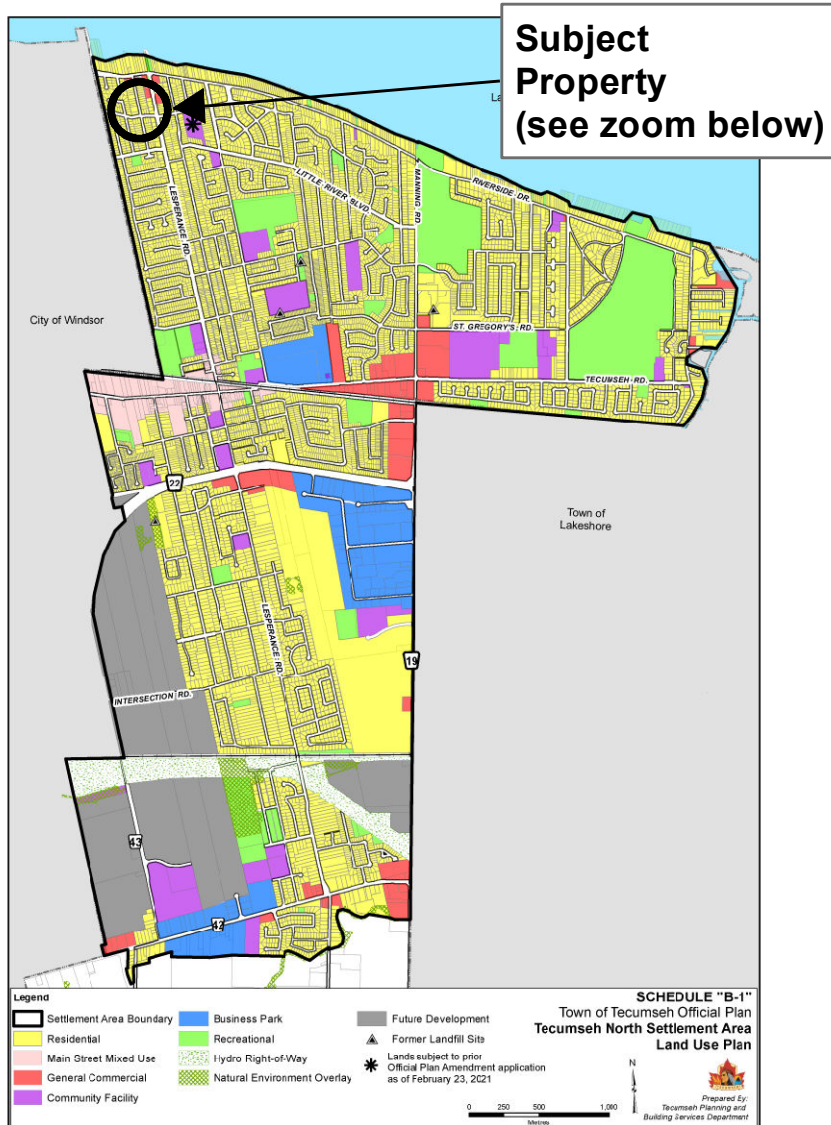 Subject
Property
(see zoom below)
La
LITTLE RIVER BLVD.
MANNING RD
RIVERSIDE DR.
LESPERANCE RD.
City of Windsor
ST. GREGORY'S RD.
TECUMSEH RD.
22
Town of
Lakeshore
LESPERANCE RD.
19
INTERSECTION RD.
43
42
Legend
Settlement Area Boundary
Residential
Main Street Mixed Use
General Commercial
Community Facility
Business Park
Recreational
Hydro Right-of-Way
Natural Environment Overlay
Future Development
Former Landfill Site
Lands subject to prior
Official Plan Amendment application
as of February 23, 2021
SCHEDULE "B-1"
Town of Tecumseh Official Plan
Tecumseh North Settlement Area
Land Use Plan
N
S
0 250 500 1,000
Metres
Prepared By:
Tecumseh Planning and
Building Services Department